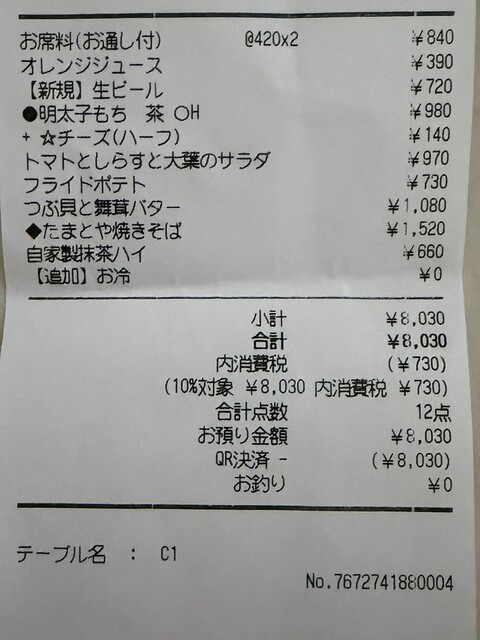 お席料(お通し付) @420x2 ¥840
オレンジジュース ¥390
【新規】生ビール ¥720
●明太子もち 茶 ○H ¥980
+ ☆チーズ(ハーフ) ¥140
トマトとしらすと大葉のサラダ ¥970
フライドポテト ¥730
つぶ貝と舞茸バター ¥1,080
◆たまとや焼きそば ¥1,520
自家製抹茶ハイ ¥660
【追加】お冷 ¥0
小計 ¥8,030
合計 ¥8,030
内消費税 (¥730)
(10%対象 ¥8,030 内消費税 ¥730)
合計点数 12点
お預り金額 ¥8,030
QR決済 - (¥8,030)
お釣り ¥0
テーブル名 : C1
No.7672741880004